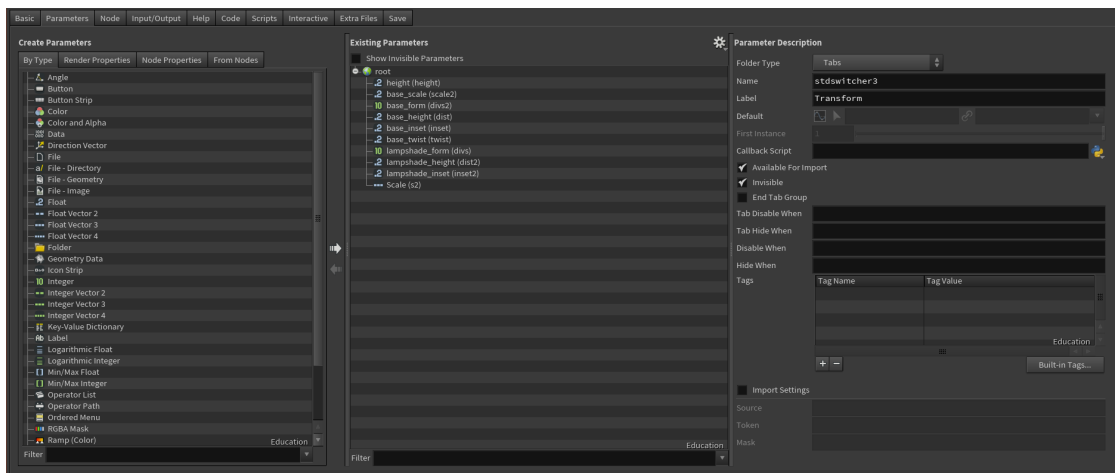 Basic Parameters Node Input/Output Help Code Scripts Interactive Extra Files Save
Create Parameters
By Type Render Properties Node Properties From Nodes
Angle
Button
Button Strip
Color
Color and Alpha
Data
Direction Vector
File
File - Directory
File - Geometry
File - Image
Float
Float Vector 2
Float Vector 3
Float Vector 4
Folder
Geometry Data
Icon Strip
Integer
Integer Vector 2
Integer Vector 3
Integer Vector 4
Key-Value Dictionary
Label
Logarithmic Float
Logarithmic Integer
Min/Max Float
Min/Max Integer
Operator List
Operator Path
Ordered Menu
RGBA Mask
Ramp (Color)
Education
Filter
Existing Parameters
Show Invisible Parameters
root
height (height)
base_scale (scale2)
base_form (divs2)
base_height (dist)
base_inset (inset)
base_twist (twist)
lampshade_form (divs)
lampshade_height (dist2)
lampshade_inset (inset2)
Scale (s2)
Education
Filter
Parameter Description
Folder Type Tabs
Name stdswitcher3
Label Transform
Default
First Instance 1
Callback Script
Available For Import
Invisible
End Tab Group
Tab Disable When
Tab Hide When
Disable When
Hide When
Tags Tag Name Tag Value
Education
+ − Built-in Tags...
Import Settings
Source
Token
Mask